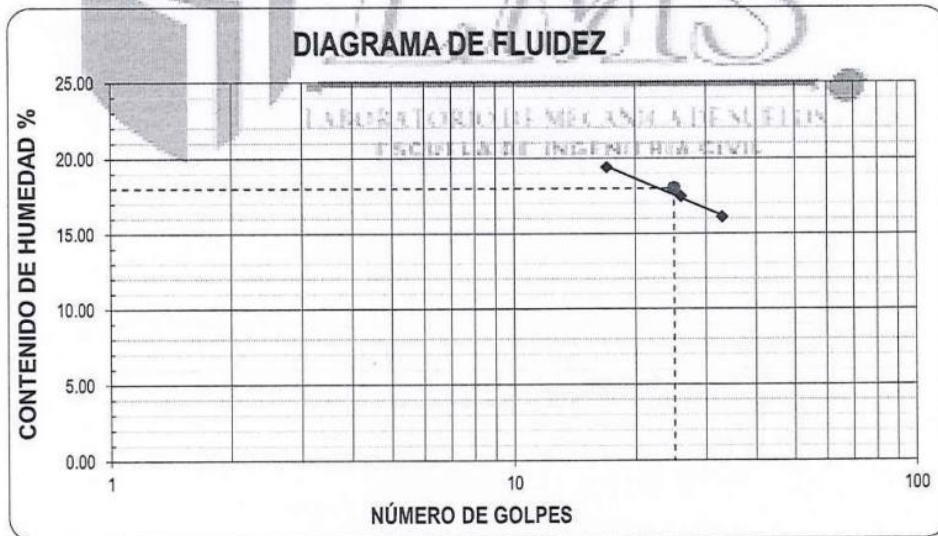 LMS
DIAGRAMA DE FLUIDEZ
LABORATORIO DE MECANICA DE SUELOS
ESCUELA DE INGENIERIA CIVIL
CONTENIDO DE HUMEDAD %
25.00
20.00
15.00
10.00
5.00
0.00
1
10
100
NÚMERO DE GOLPES